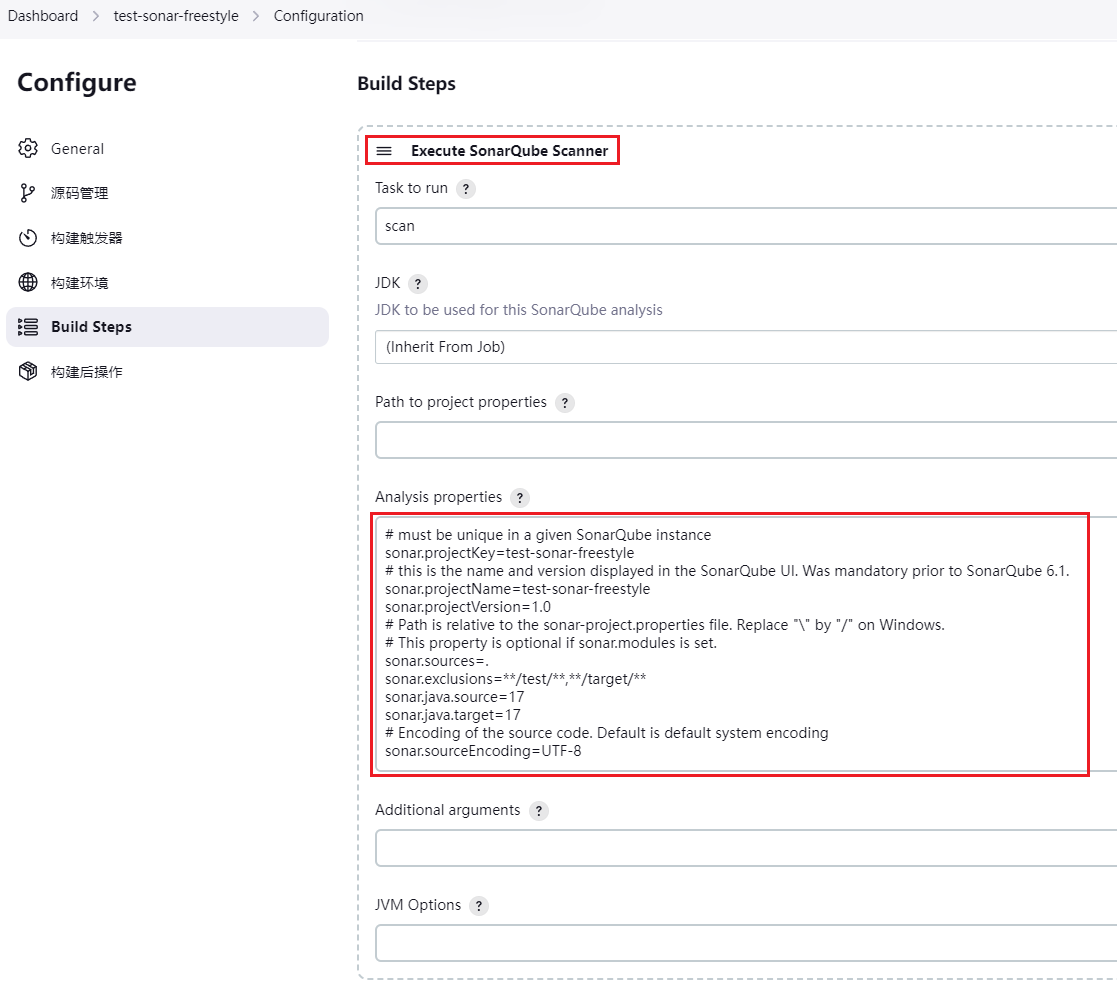 Dashboard > test-sonar-freestyle > Configuration
Configure
General
源码管理
构建触发器
构建环境
Build Steps
构建后操作
Build Steps
Execute SonarQube Scanner
Task to run ?
scan
JDK ?
JDK to be used for this SonarQube analysis
(Inherit From Job)
Path to project properties ?
Analysis properties ?
# must be unique in a given SonarQube instance
sonar.projectKey=test-sonar-freestyle
# this is the name and version displayed in the SonarQube UI. Was mandatory prior to SonarQube 6.1.
sonar.projectName=test-sonar-freestyle
sonar.projectVersion=1.0
# Path is relative to the sonar-project.properties file. Replace "\" by "/" on Windows.
# This property is optional if sonar.modules is set.
sonar.sources=.
sonar.exclusions=**/test/**,**/target/**
sonar.java.source=17
sonar.java.target=17
# Encoding of the source code. Default is default system encoding
sonar.sourceEncoding=UTF-8
Additional arguments ?
JVM Options ?